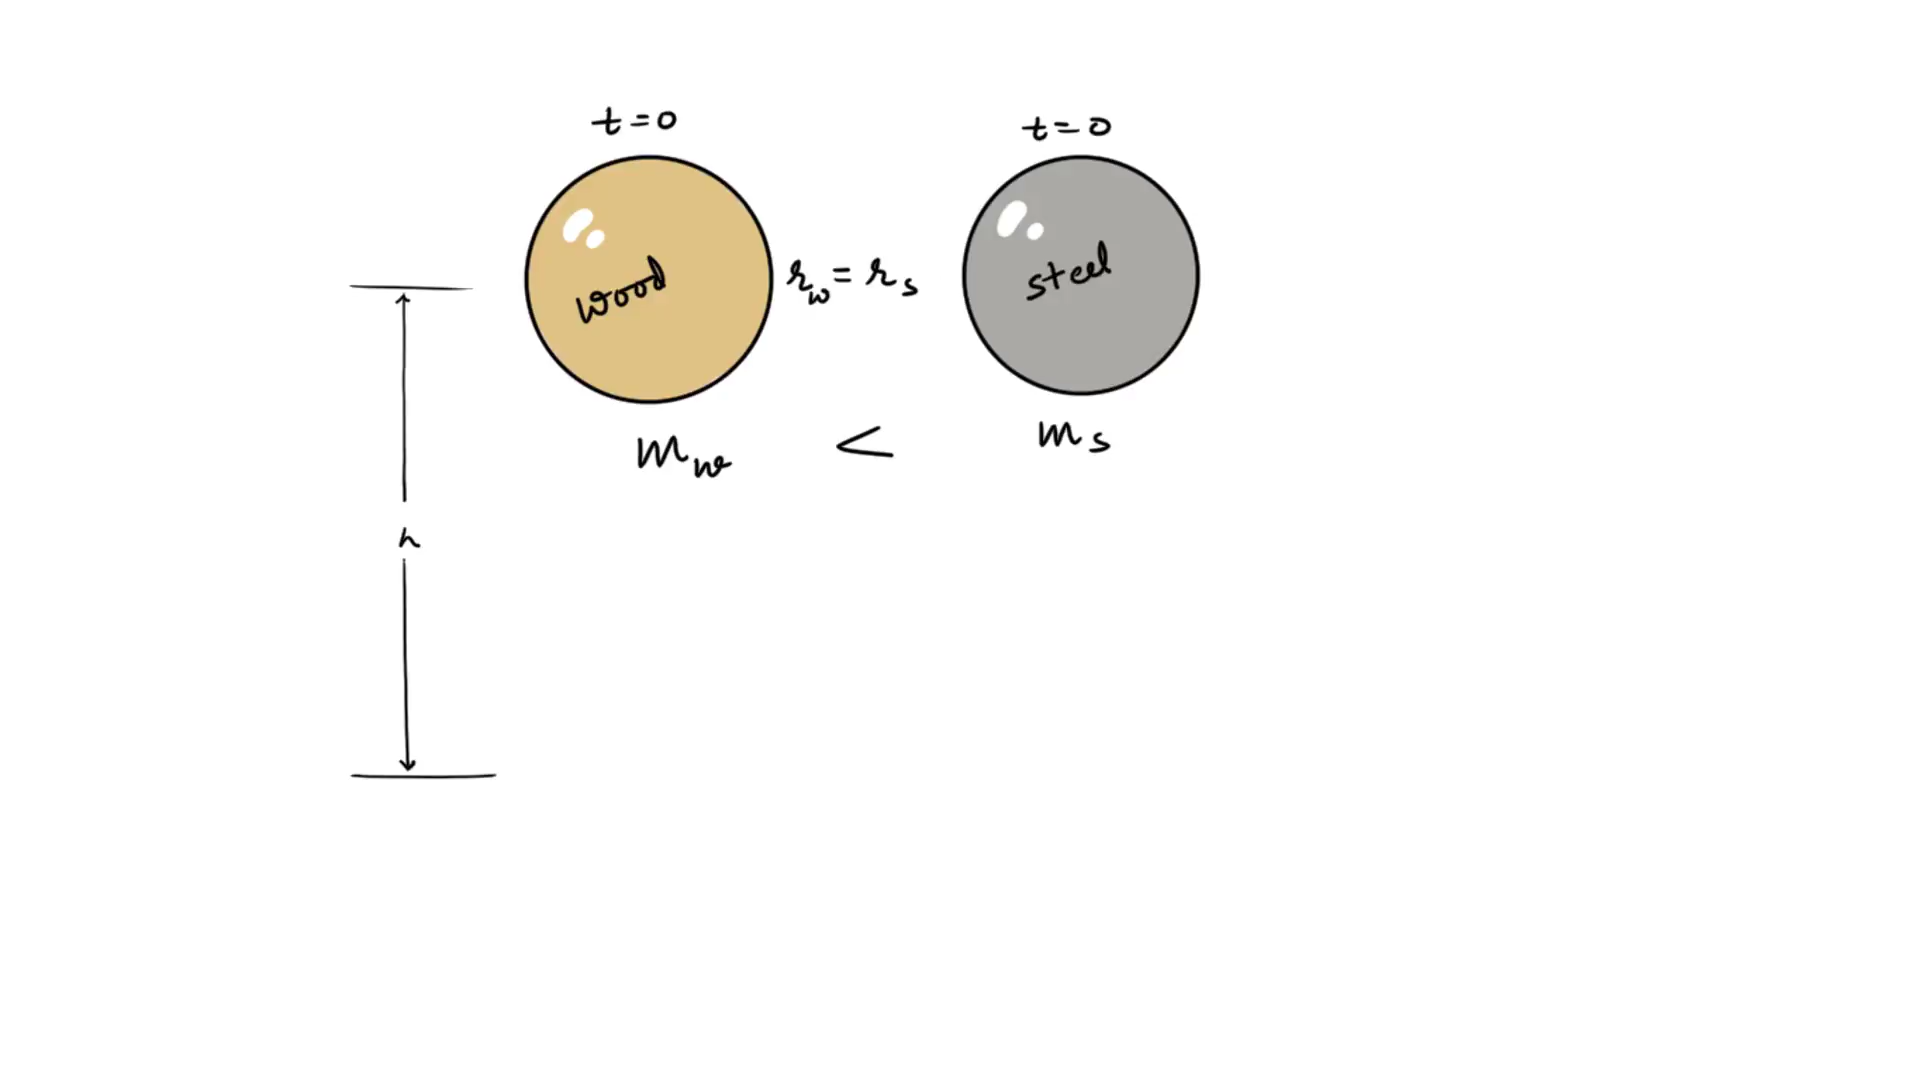 t=0
t=0
wood
r_w = r_s
steel
m_w < m_s
h